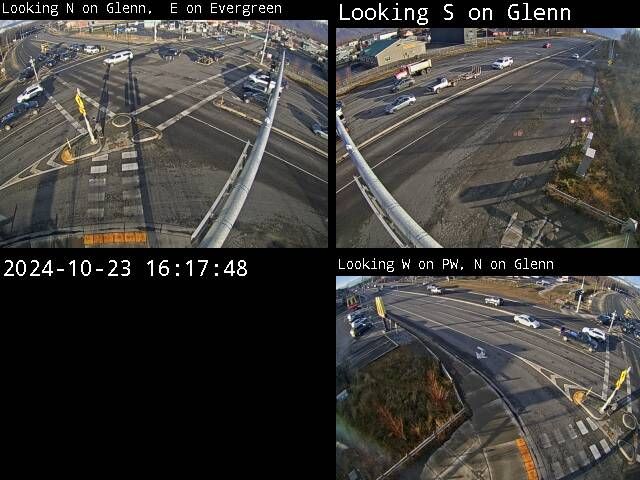 Looking N on Glenn, E on Evergreen
Looking S on Glenn
2024-10-23 16:17:48
Looking W on PW, N on Glenn